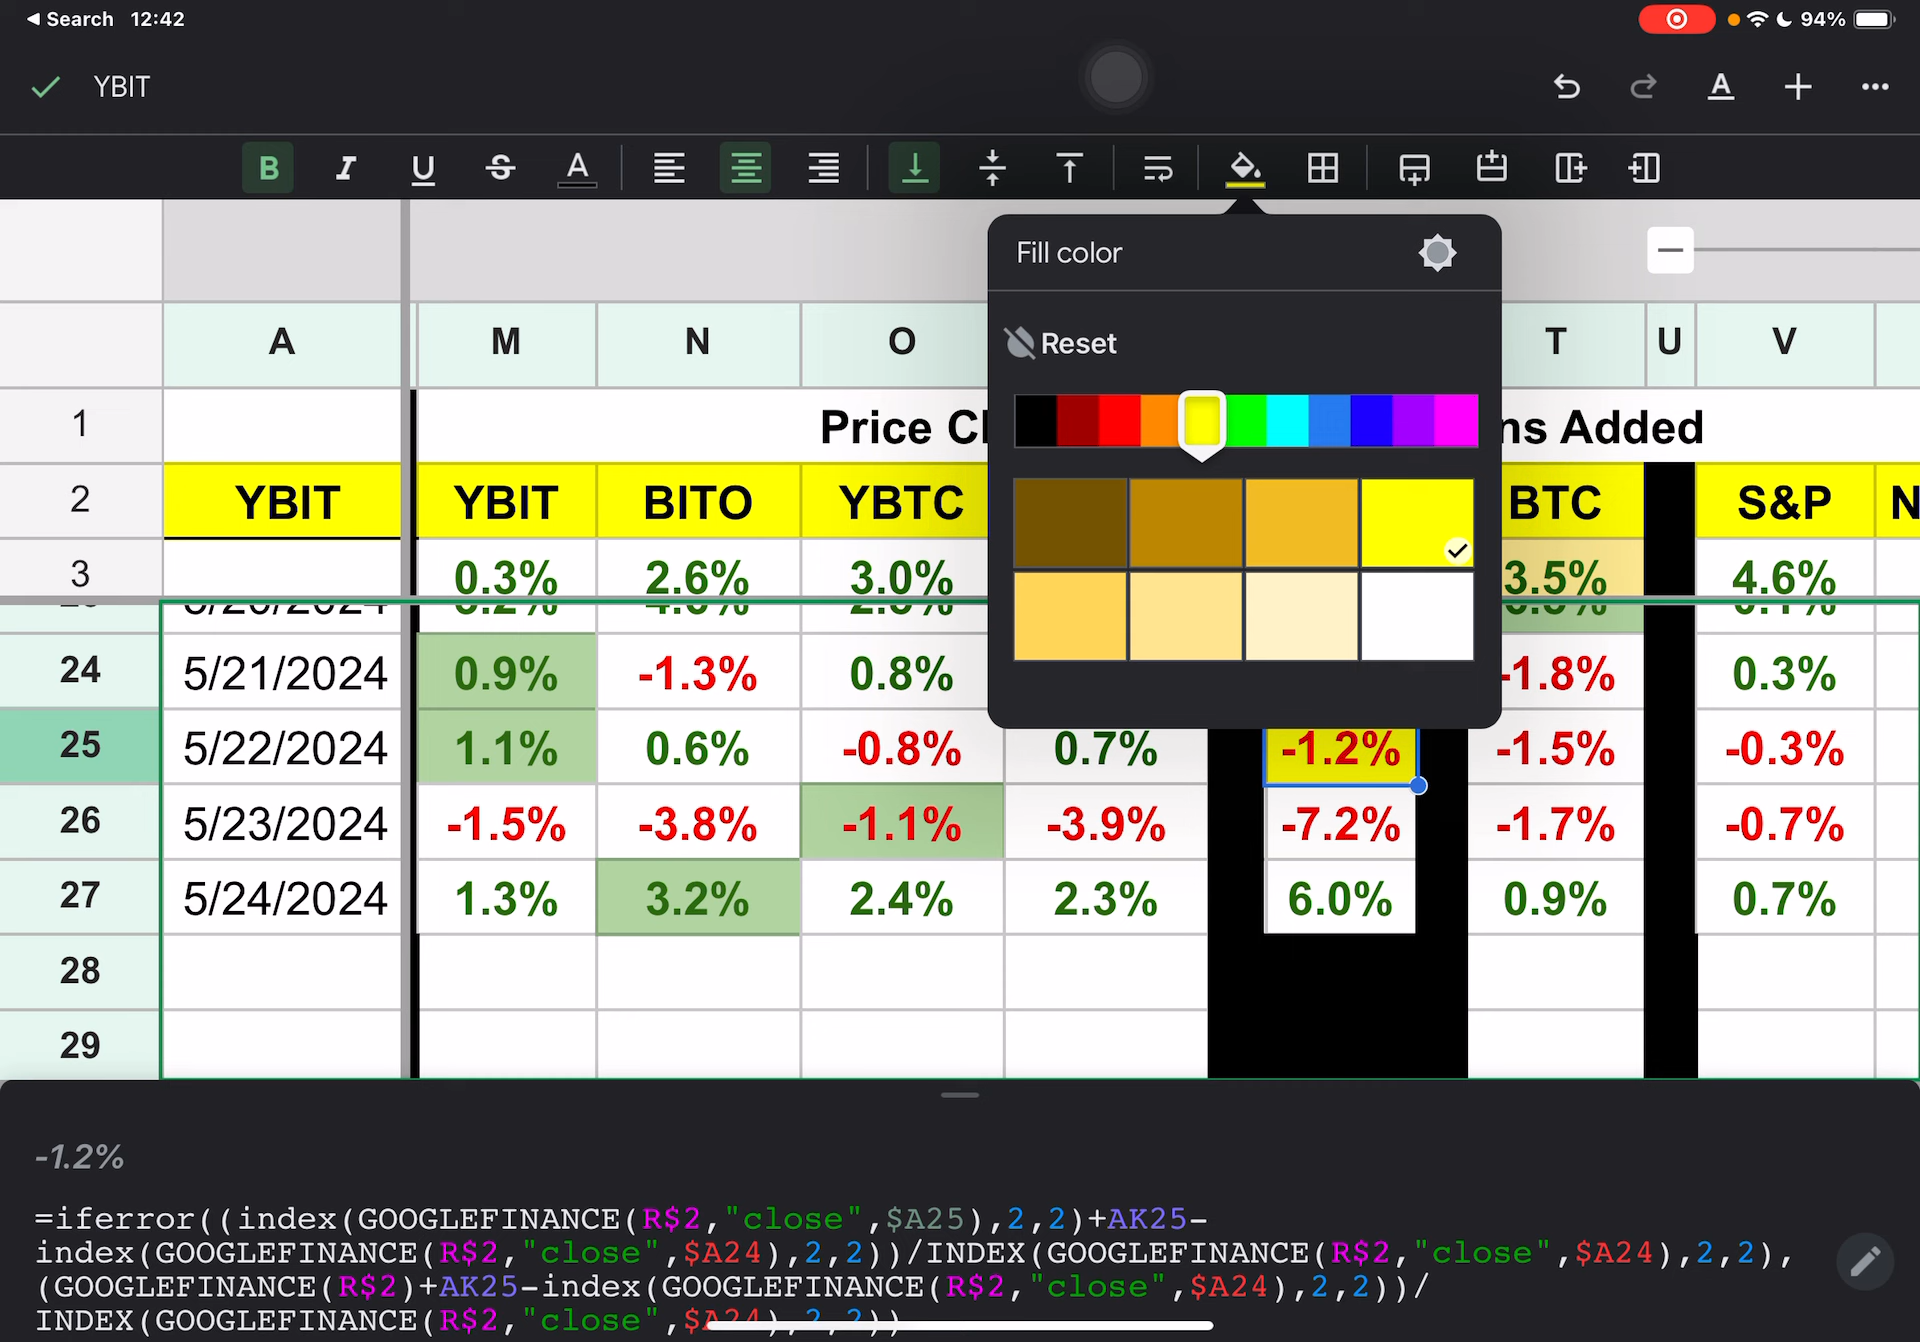 Search 12:42 94%
YBIT
B I U S A
Fill color
Reset
A M N O T U V
1 Price C ns Added
2 YBIT YBIT BITO YBTC BTC S&P N
3 0.3% 2.6% 3.0% 3.5% 4.6%
24 5/21/2024 0.9% -1.3% 0.8% -1.8% 0.3%
25 5/22/2024 1.1% 0.6% -0.8% 0.7% -1.2% -1.5% -0.3%
26 5/23/2024 -1.5% -3.8% -1.1% -3.9% -7.2% -1.7% -0.7%
27 5/24/2024 1.3% 3.2% 2.4% 2.3% 6.0% 0.9% 0.7%
28
29
-1.2%
=iferror((index(GOOGLEFINANCE(R$2,"close",$A25),2,2)+AK25-
index(GOOGLEFINANCE(R$2,"close",$A24),2,2))/INDEX(GOOGLEFINANCE(R$2,"close",$A24),2,2),
(GOOGLEFINANCE(R$2)+AK25-index(GOOGLEFINANCE(R$2,"close",$A24),2,2))/
INDEX(GOOGLEFINANCE(R$2,"close",$A24),2,2))